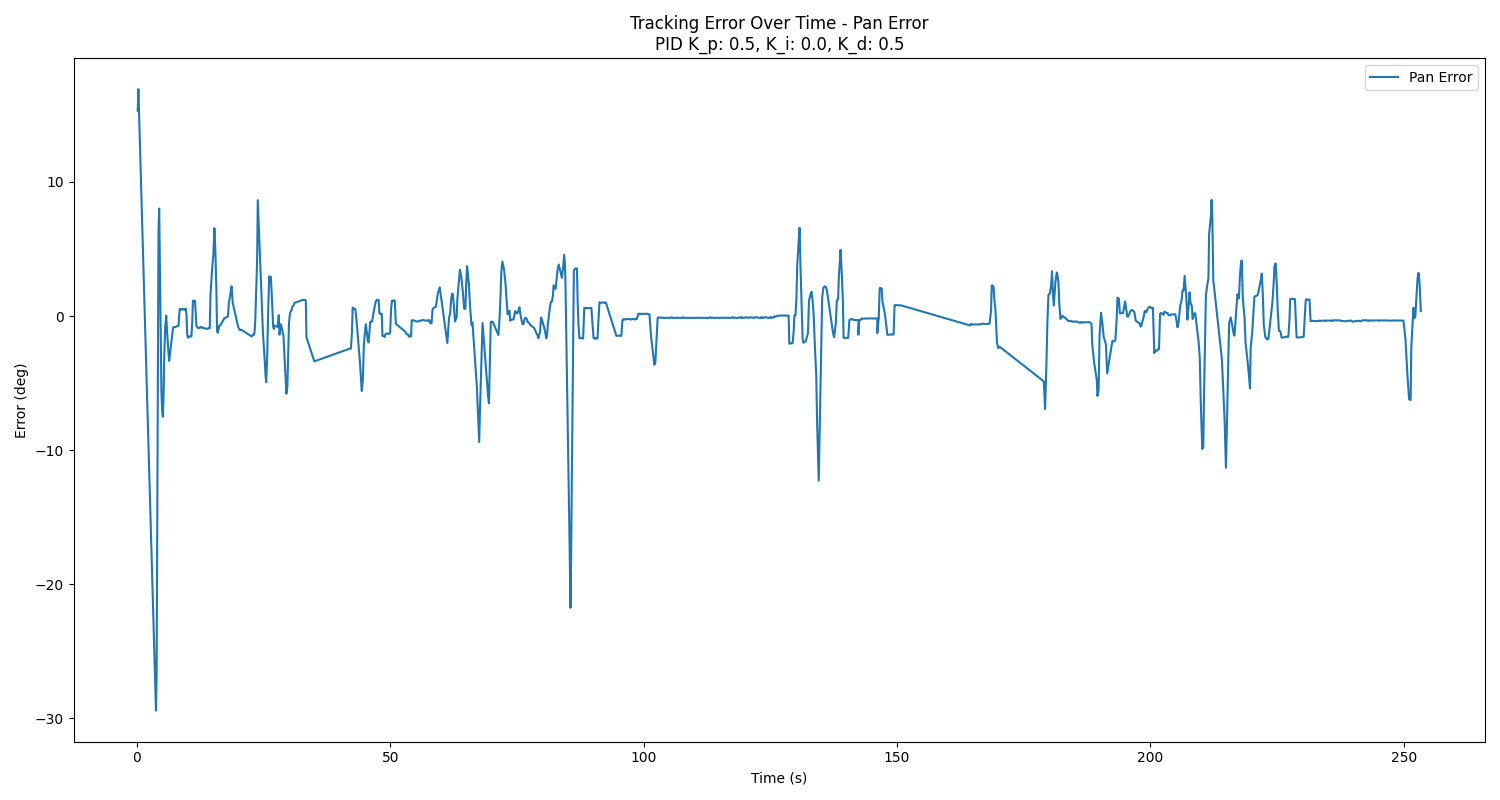 Tracking Error Over Time - Pan Error
PID K_p: 0.5, K_i: 0.0, K_d: 0.5
Pan Error
10
0
−10
−20
−30
Error (deg)
0
50
100
150
200
250
Time (s)